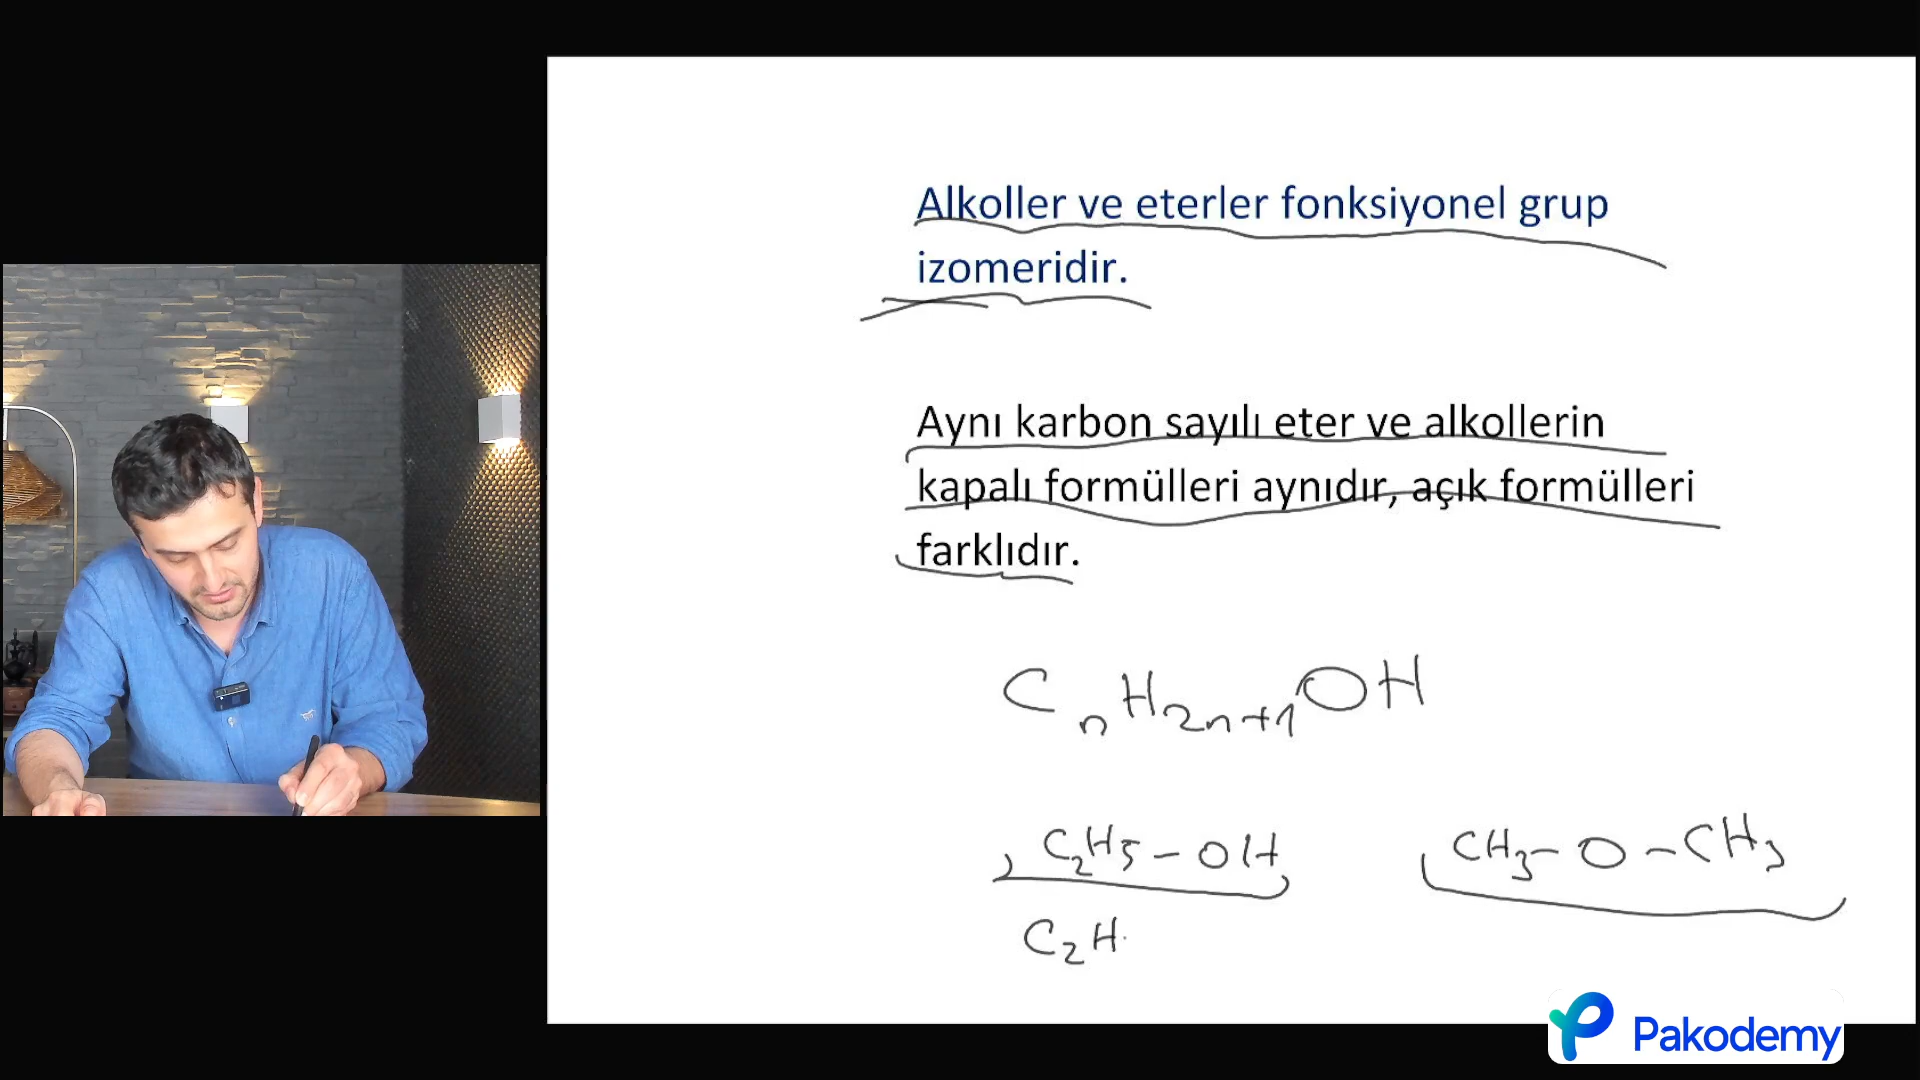 Alkoller ve eterler fonksiyonel grup
izomeridir.
Aynı karbon sayılı eter ve alkollerin
kapalı formülleri aynıdır, açık formülleri
farklıdır.
CnH2n+1OH
C2H5-OH CH3-O-CH3
C2H
Pakodemy